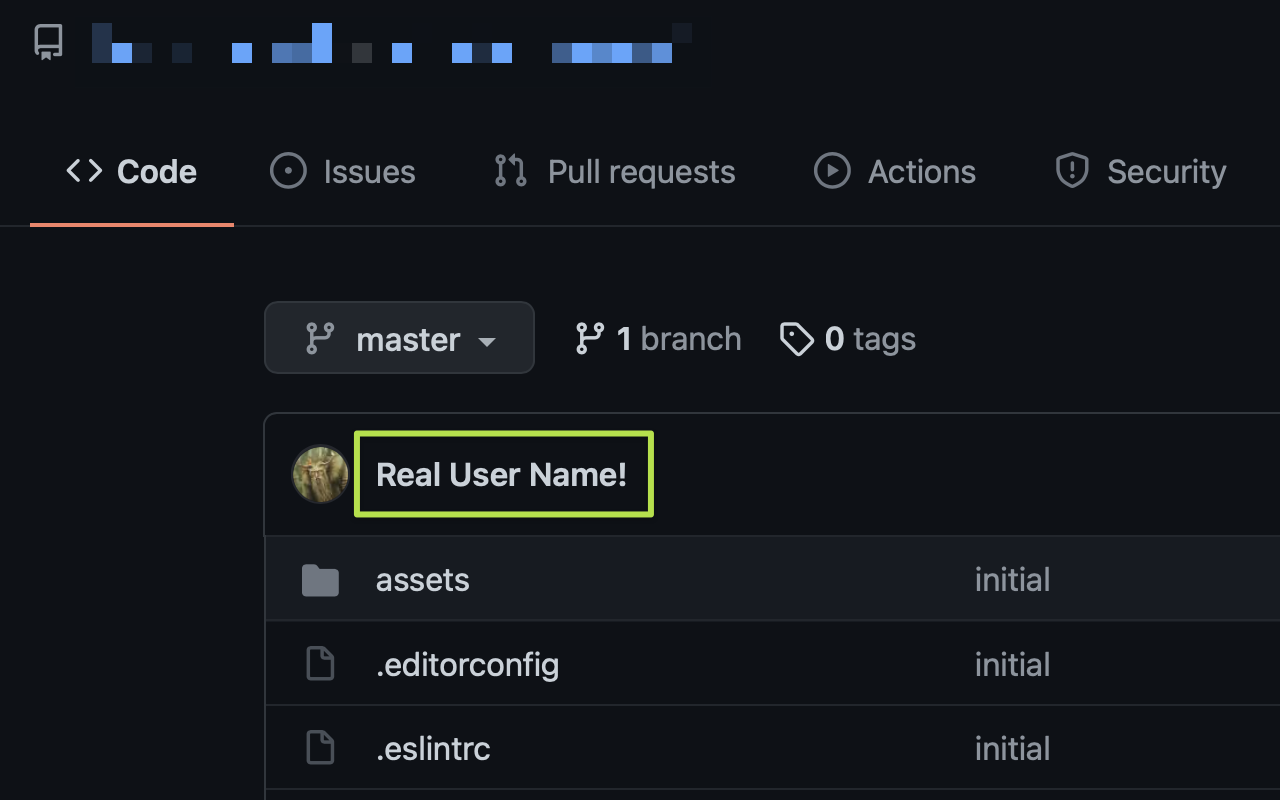 Code Issues Pull requests Actions Security
master 1 branch 0 tags
Real User Name!
assets initial
.editorconfig initial
.eslintrc initial